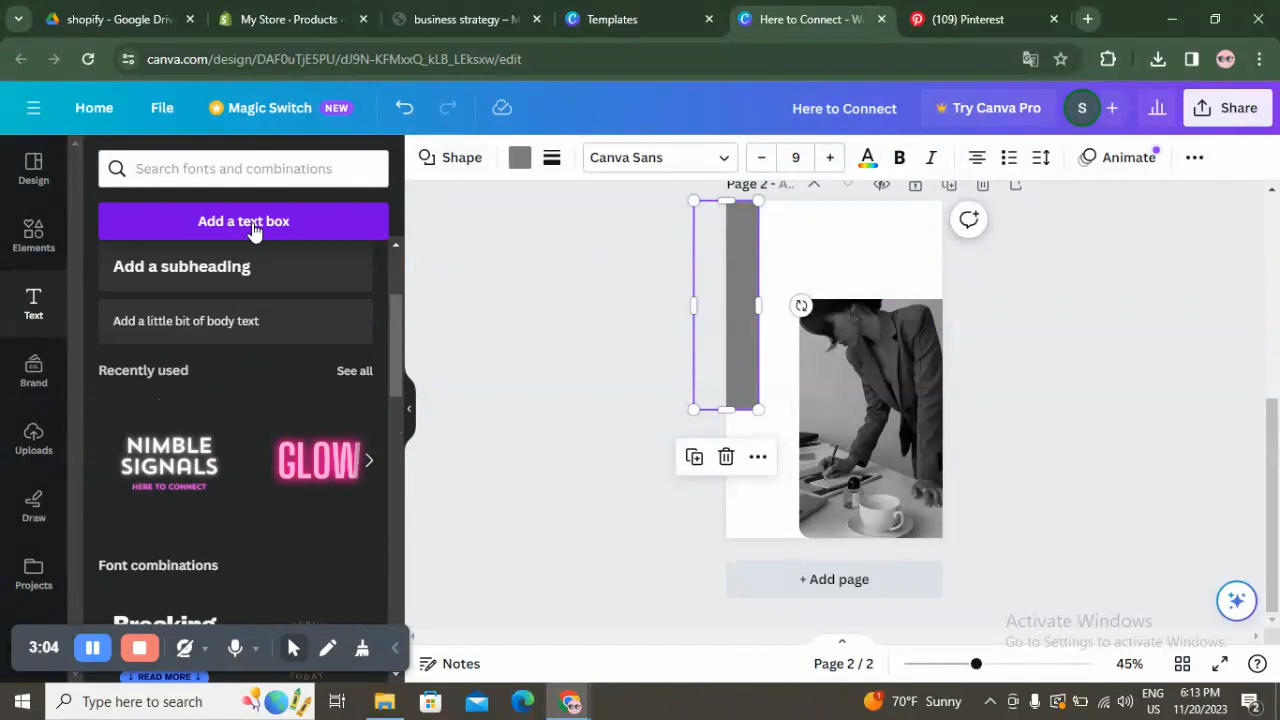 shopify - Google Driv
My Store · Products ·
business strategy – M
Templates
Here to Connect - Wa
(109) Pinterest
canva.com/design/DAF0uTjE5PU/dJ9N-KFMxxQ_kLB_LEksxw/edit
Home
File
Magic Switch NEW
Here to Connect
Try Canva Pro
S
Share
Design
Elements
Text
Brand
Uploads
Draw
Projects
Search fonts and combinations
Add a text box
Add a subheading
Add a little bit of body text
Recently used
See all
NIMBLE
SIGNALS
HERE TO CONNECT
GLOW
Font combinations
Breaking
↓ READ MORE ↓
TODAY
Shape
Canva Sans
– 9 +
A
B
I
Animate
Page 2 - A..
+ Add page
Activate Windows
Go to Settings to activate Windows.
3:04
Notes
Page 2 / 2
45%
Type here to search
70°F Sunny
ENG
US
6:13 PM
11/20/2023
2